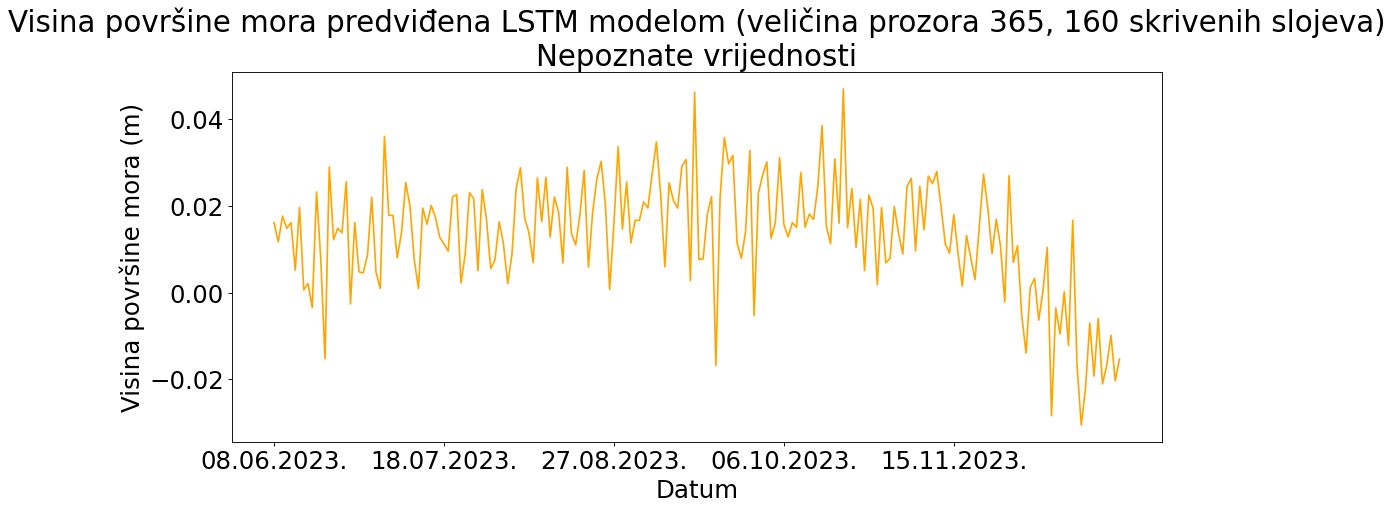 Visina površine mora predviđena LSTM modelom (veličina prozora 365, 160 skrivenih slojeva)
Nepoznate vrijednosti
Visina površine mora (m)
0.04
0.02
0.00
−0.02
08.06.2023. 18.07.2023. 27.08.2023. 06.10.2023. 15.11.2023.
Datum